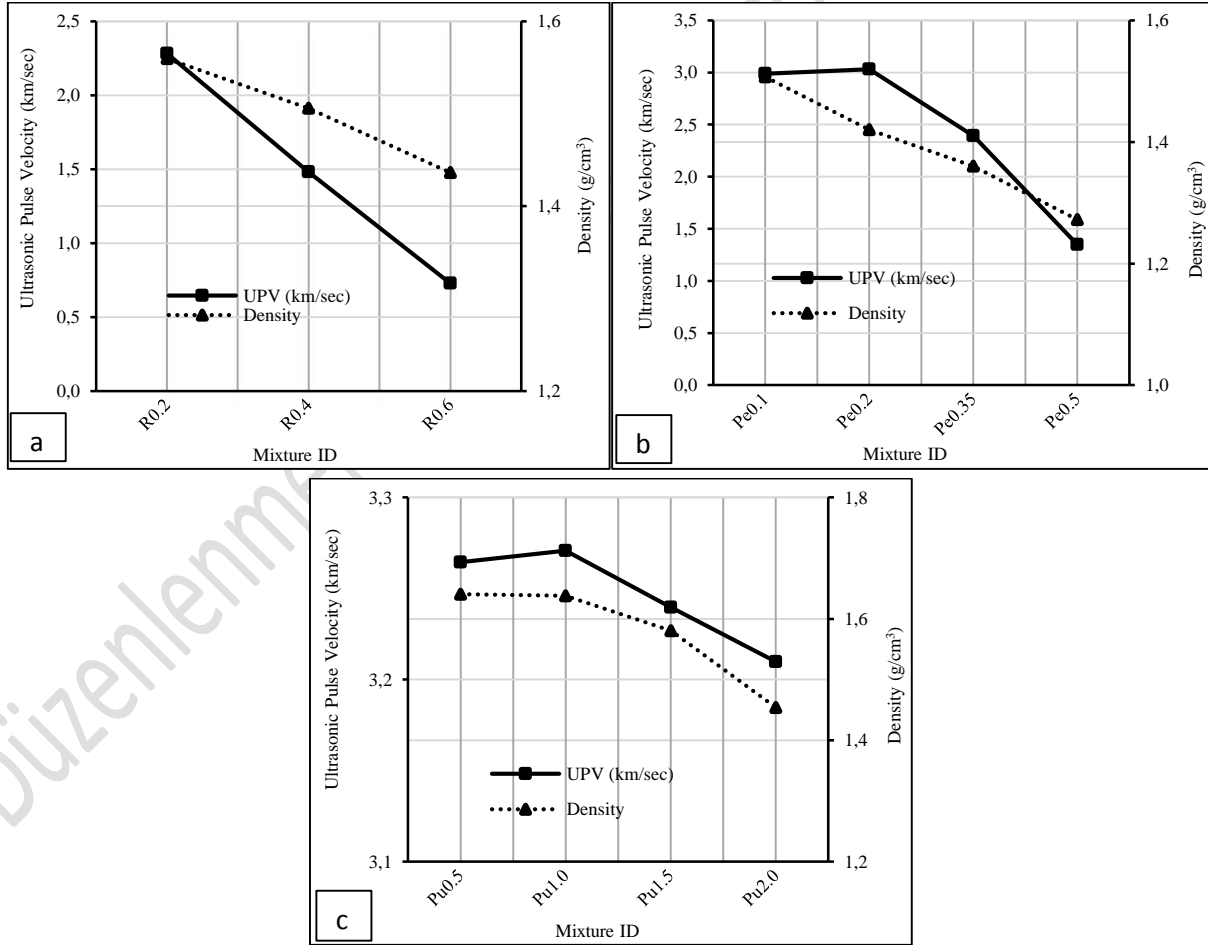 Ultrasonic Pulse Velocity (km/sec)
2,5
2,0
1,5
1,0
0,5
0,0
UPV (km/sec)
Density
1,6
1,4
1,2
Density (g/cm³)
R0.2
R0.4
R0.6
Mixture ID
a
Ultrasonic Pulse Velocity (km/sec)
3,5
3,0
2,5
2,0
1,5
1,0
0,5
0,0
UPV (km/sec)
Density
1,6
1,4
1,2
1,0
Density (g/cm³)
Pe0.1
Pe0.2
Pe0.35
Pe0.5
Mixture ID
b
Ultrasonic Pulse Velocity (km/sec)
3,3
3,2
3,1
UPV (km/sec)
Density
1,8
1,6
1,4
1,2
Density (g/cm³)
Pu0.5
Pu1.0
Pu1.5
Pu2.0
Mixture ID
c